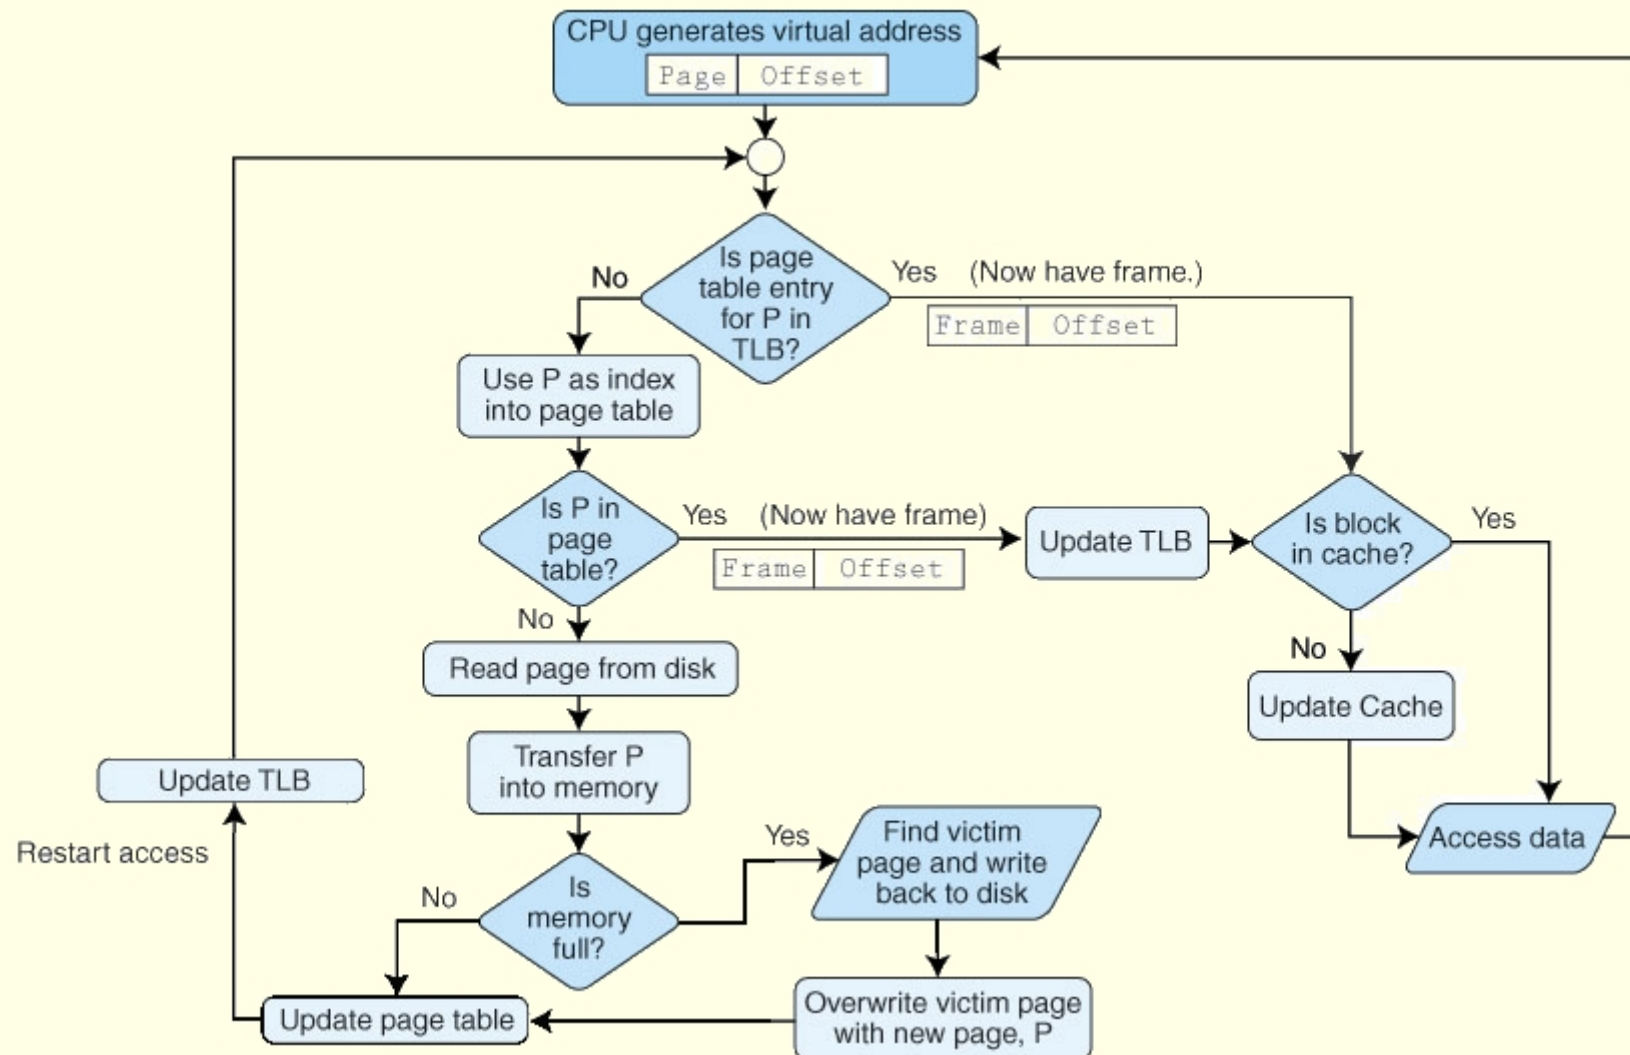 CPU generates virtual address
Page Offset
Is page
table entry
for P in
TLB?
No
Yes (Now have frame.)
Frame Offset
Use P as index
into page table
Is P in
page
table?
Yes (Now have frame)
Frame Offset
Update TLB
Is block
in cache?
Yes
No
Update Cache
Access data
No
Read page from disk
Transfer P
into memory
Is
memory
full?
Yes
Find victim
page and write
back to disk
Overwrite victim page
with new page, P
No
Update page table
Restart access
Update TLB